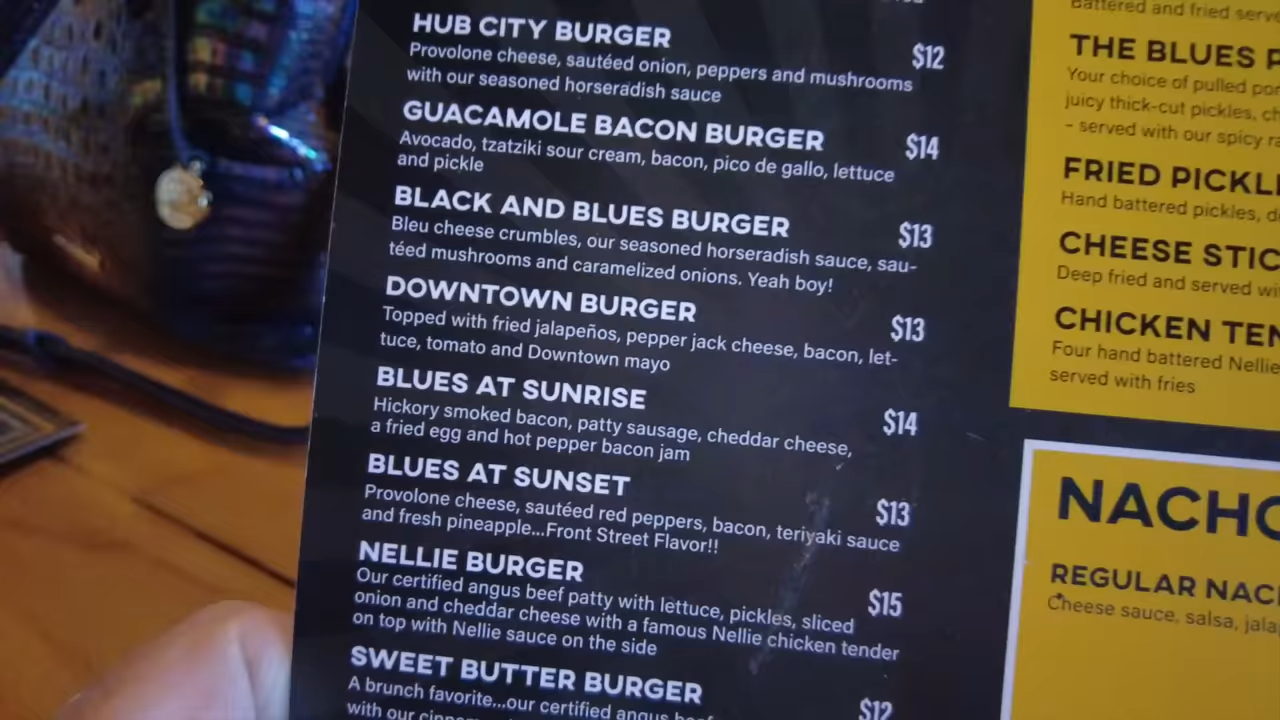 HUB CITY BURGER $12
Provolone cheese, sautéed onion, peppers and mushrooms
with our seasoned horseradish sauce
GUACAMOLE BACON BURGER $14
Avocado, tzatziki sour cream, bacon, pico de gallo, lettuce
and pickle
BLACK AND BLUES BURGER $13
Bleu cheese crumbles, our seasoned horseradish sauce, sau-
téed mushrooms and caramelized onions. Yeah boy!
DOWNTOWN BURGER $13
Topped with fried jalapeños, pepper jack cheese, bacon, let-
tuce, tomato and Downtown mayo
BLUES AT SUNRISE $14
Hickory smoked bacon, patty sausage, cheddar cheese,
a fried egg and hot pepper bacon jam
BLUES AT SUNSET $13
Provolone cheese, sautéed red peppers, bacon, teriyaki sauce
and fresh pineapple...Front Street Flavor!!
NELLIE BURGER $15
Our certified angus beef patty with lettuce, pickles, sliced
onion and cheddar cheese with a famous Nellie chicken tender
on top with Nellie sauce on the side
SWEET BUTTER BURGER $12
A brunch favorite...our certified angus beef
with our
Battered and fried
THE BLUES
Your choice of pulled
juicy thick-cut pickles,
– served with our spicy
FRIED
Hand battered pickles,
CHEESE
Deep fried and served
CHICKEN
Four hand battered Nellie
served with fries
REGULAR
Cheese sauce, salsa,